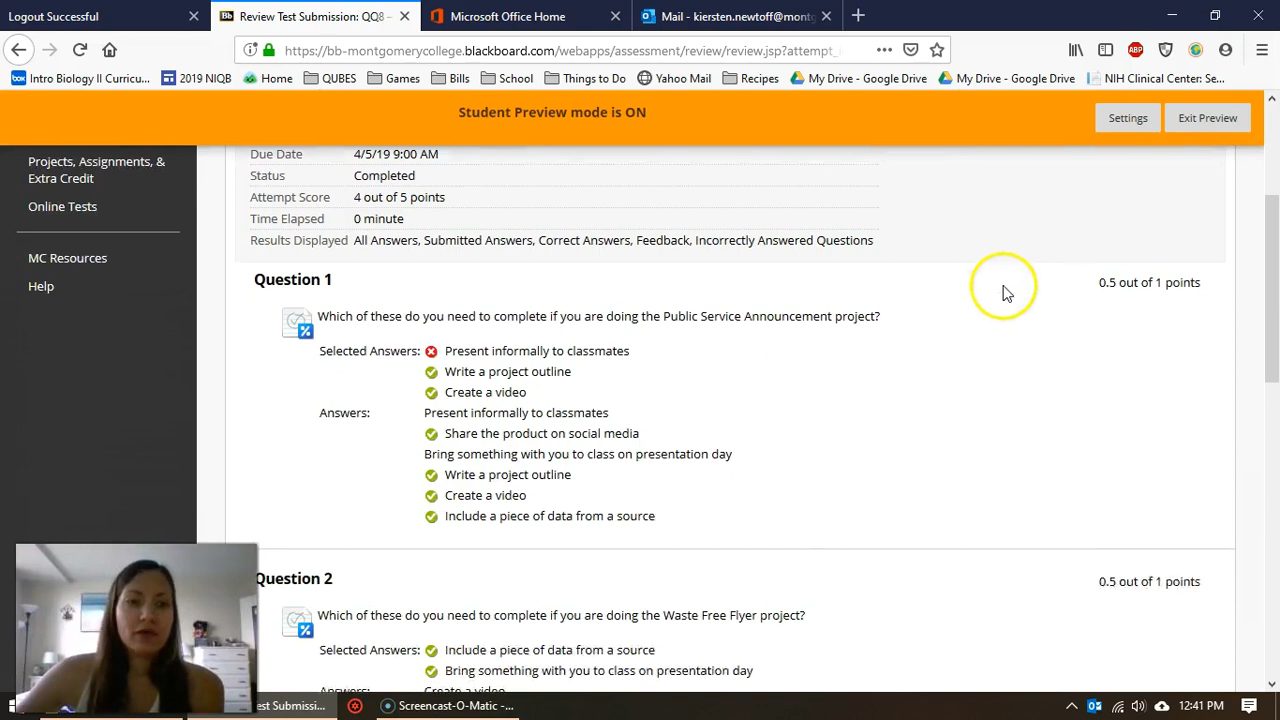 Logout Successful
Bb Review Test Submission: QQ8 –
Microsoft Office Home
Mail - kiersten.newtoff@montg
https://bb-montgomerycollege.blackboard.com/webapps/assessment/review/review.jsp?attempt_
ABP
box Intro Biology II Curricu...
2019 NIQB
Home
QUBES
Games
Bills
School
Things to Do
Yahoo Mail
Recipes
My Drive - Google Drive
My Drive - Google Drive
NIH Clinical Center: Se...
Student Preview mode is ON
Settings
Exit Preview
Projects, Assignments, &
Extra Credit
Online Tests
MC Resources
Help
Due Date 4/5/19 9:00 AM
Status Completed
Attempt Score 4 out of 5 points
Time Elapsed 0 minute
Results Displayed All Answers, Submitted Answers, Correct Answers, Feedback, Incorrectly Answered Questions
Question 1
0.5 out of 1 points
Which of these do you need to complete if you are doing the Public Service Announcement project?
Selected Answers: Present informally to classmates
Write a project outline
Create a video
Answers: Present informally to classmates
Share the product on social media
Bring something with you to class on presentation day
Write a project outline
Create a video
Include a piece of data from a source
Question 2
0.5 out of 1 points
Which of these do you need to complete if you are doing the Waste Free Flyer project?
Selected Answers: Include a piece of data from a source
Bring something with you to class on presentation day
Answers: Create a video
Test Submissi...
Screencast-O-Matic -...
12:41 PM